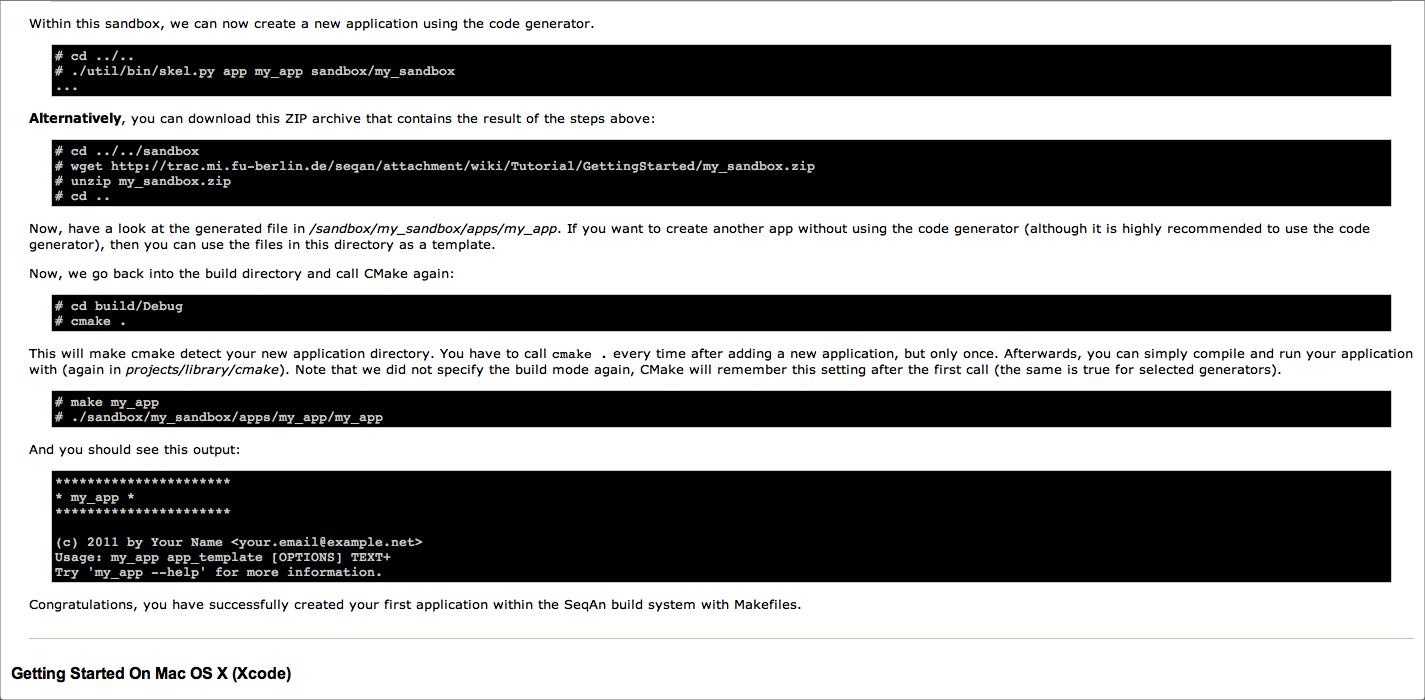 Within this sandbox, we can now create a new application using the code generator.
# cd ../..
# ./util/bin/skel.py app my_app sandbox/my_sandbox
...
Alternatively, you can download this ZIP archive that contains the result of the steps above:
# cd ../../sandbox
# wget http://trac.mi.fu-berlin.de/seqan/attachment/wiki/Tutorial/GettingStarted/my_sandbox.zip
# unzip my_sandbox.zip
# cd ..
Now, have a look at the generated file in /sandbox/my_sandbox/apps/my_app. If you want to create another app without using the code generator (although it is highly recommended to use the code
generator), then you can use the files in this directory as a template.
Now, we go back into the build directory and call CMake again:
# cd build/Debug
# cmake .
This will make cmake detect your new application directory. You have to call cmake . every time after adding a new application, but only once. Afterwards, you can simply compile and run your application
with (again in projects/library/cmake). Note that we did not specify the build mode again, CMake will remember this setting after the first call (the same is true for selected generators).
# make my_app
# ./sandbox/my_sandbox/apps/my_app/my_app
And you should see this output:
**********************
* my_app *
**********************
(c) 2011 by Your Name <your.email@example.net>
Usage: my_app app_template [OPTIONS] TEXT+
Try 'my_app --help' for more information.
Congratulations, you have successfully created your first application within the SeqAn build system with Makefiles.
Getting Started On Mac OS X (Xcode)